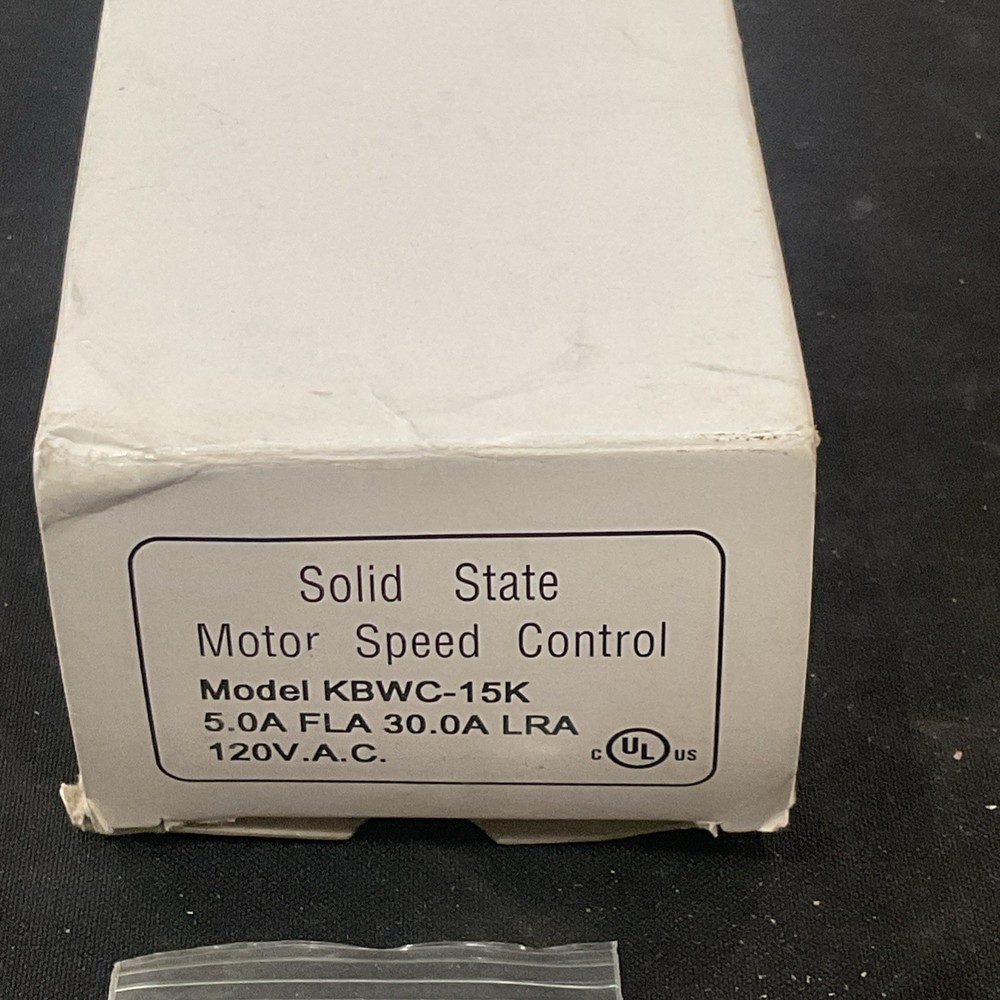 Solid State
Motor Speed Control
Model KBWC-15K
5.0A FLA 30.0A LRA
120V.A.C.
C UL US